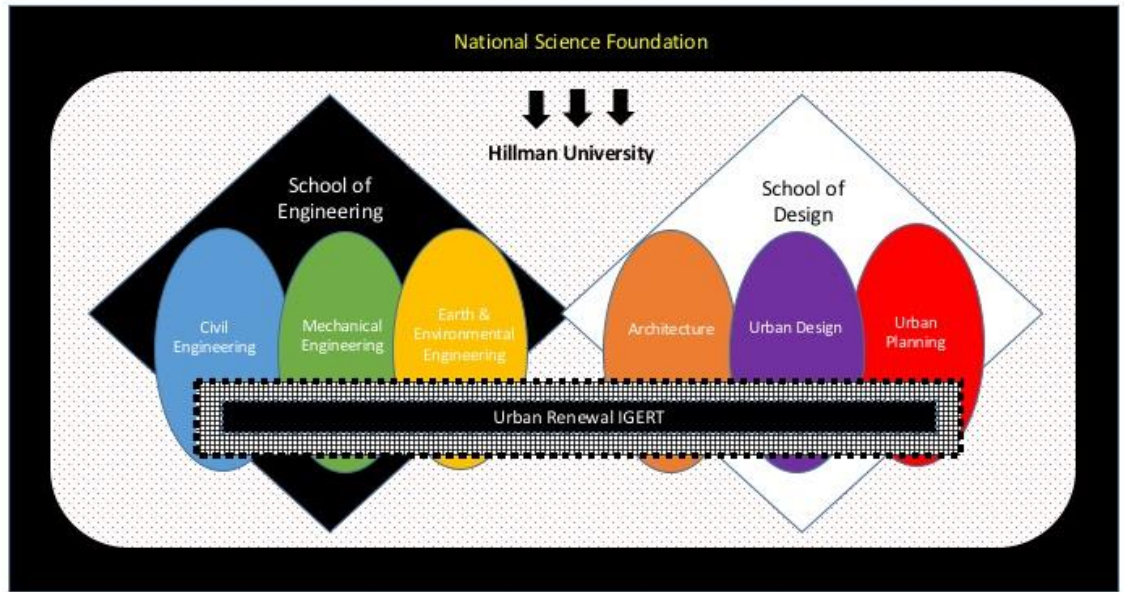 National Science Foundation
Hillman University
School of
Engineering
School of
Design
Civil
Engineering
Mechanical
Engineering
Earth &
Environmental
Engineering
Architecture
Urban Design
Urban
Planning
Urban Renewal IGERT